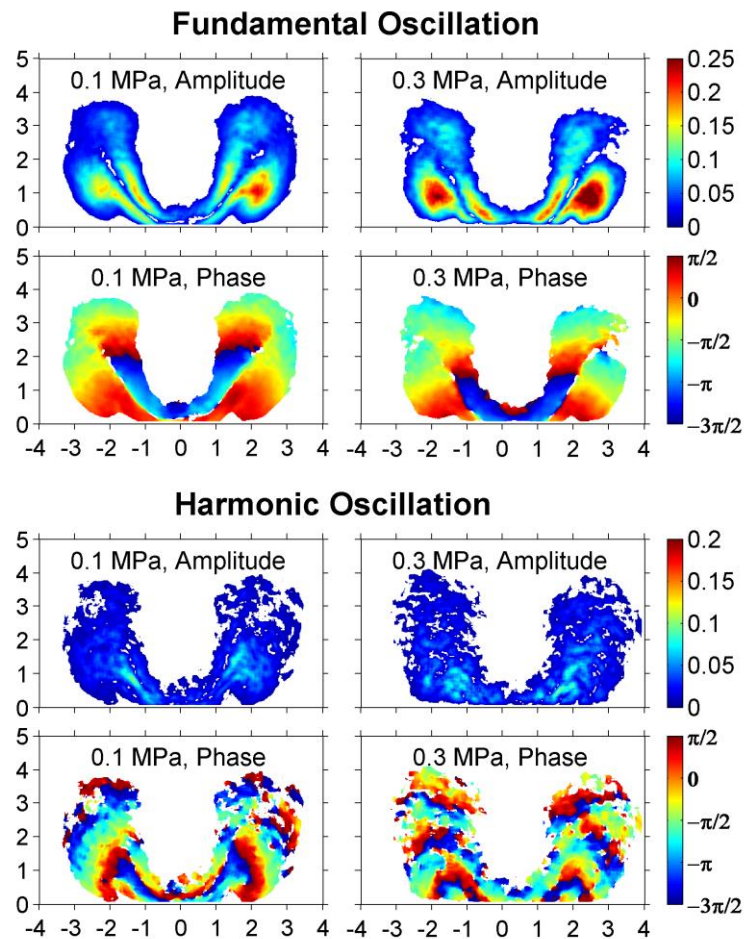 Fundamental Oscillation
0.1 MPa, Amplitude
0.3 MPa, Amplitude
5
4
3
2
1
0
0.25
0.2
0.15
0.1
0.05
0
0.1 MPa, Phase
0.3 MPa, Phase
5
4
3
2
1
0
π/2
0
−π/2
−π
−3π/2
-4 -3 -2 -1 0 1 2 3 4
-4 -3 -2 -1 0 1 2 3 4
Harmonic Oscillation
0.1 MPa, Amplitude
0.3 MPa, Amplitude
5
4
3
2
1
0
0.2
0.15
0.1
0.05
0
0.1 MPa, Phase
0.3 MPa, Phase
5
4
3
2
1
0
π/2
0
−π/2
−π
−3π/2
-4 -3 -2 -1 0 1 2 3 4
-4 -3 -2 -1 0 1 2 3 4